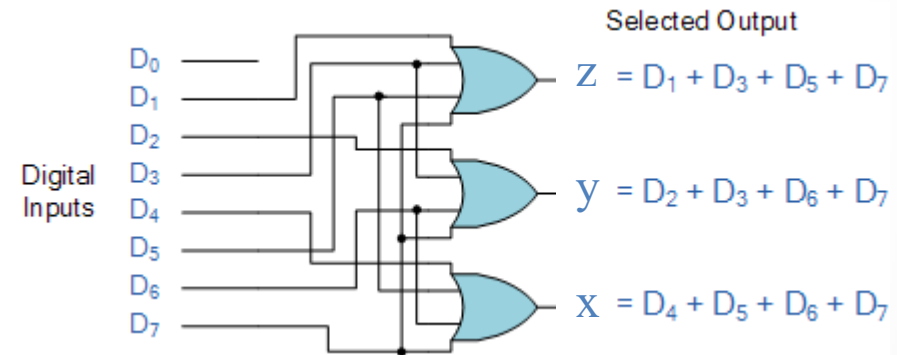 Selected Output
Digital
Inputs
D₀
D₁
D₂
D₃
D₄
D₅
D₆
D₇
z = D₁ + D₃ + D₅ + D₇
y = D₂ + D₃ + D₆ + D₇
x = D₄ + D₅ + D₆ + D₇